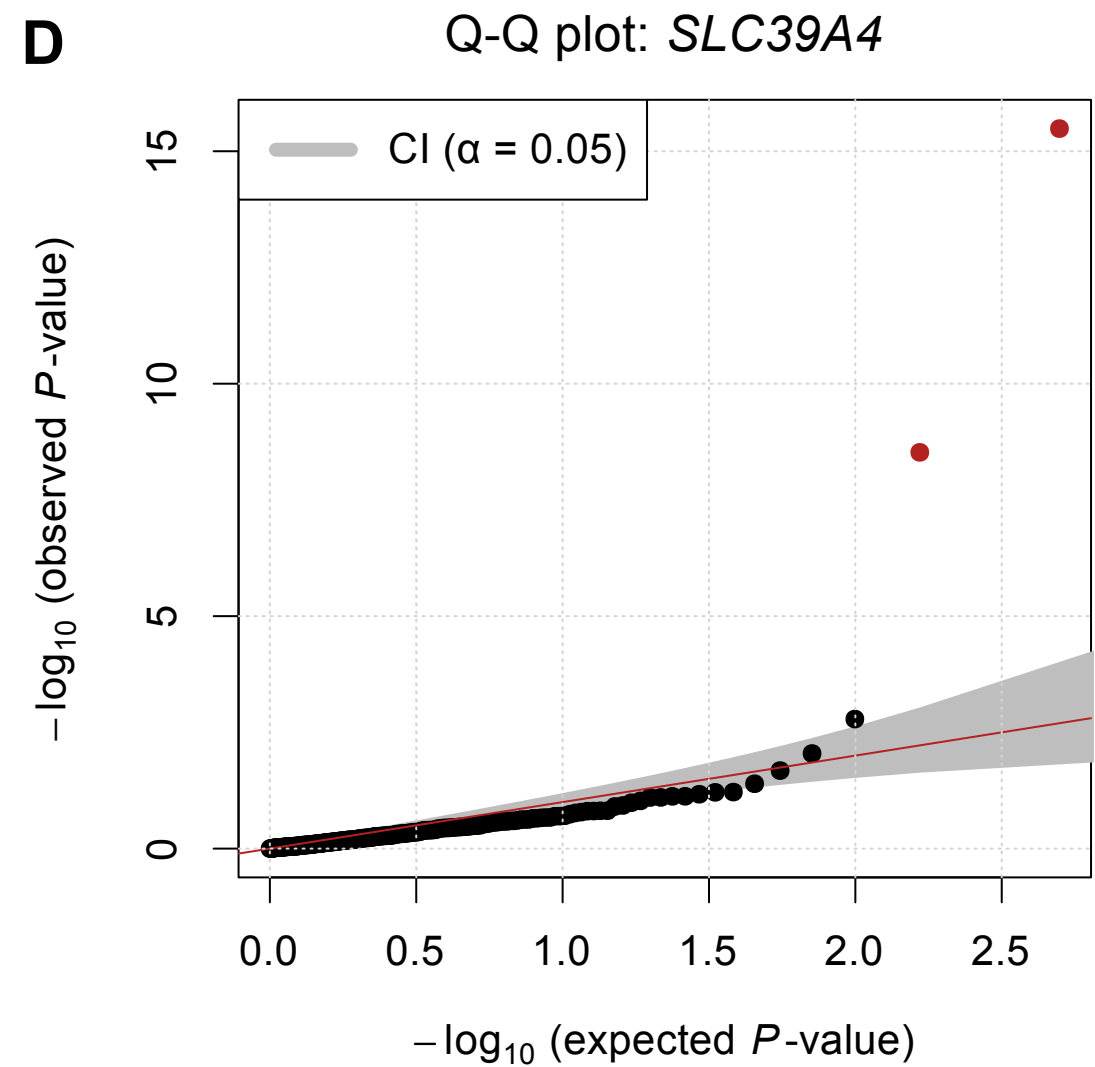 D
Q-Q plot: SLC39A4
CI (α = 0.05)
−log10 (observed P-value)
15
10
5
0
0.0 0.5 1.0 1.5 2.0 2.5
−log10 (expected P-value)